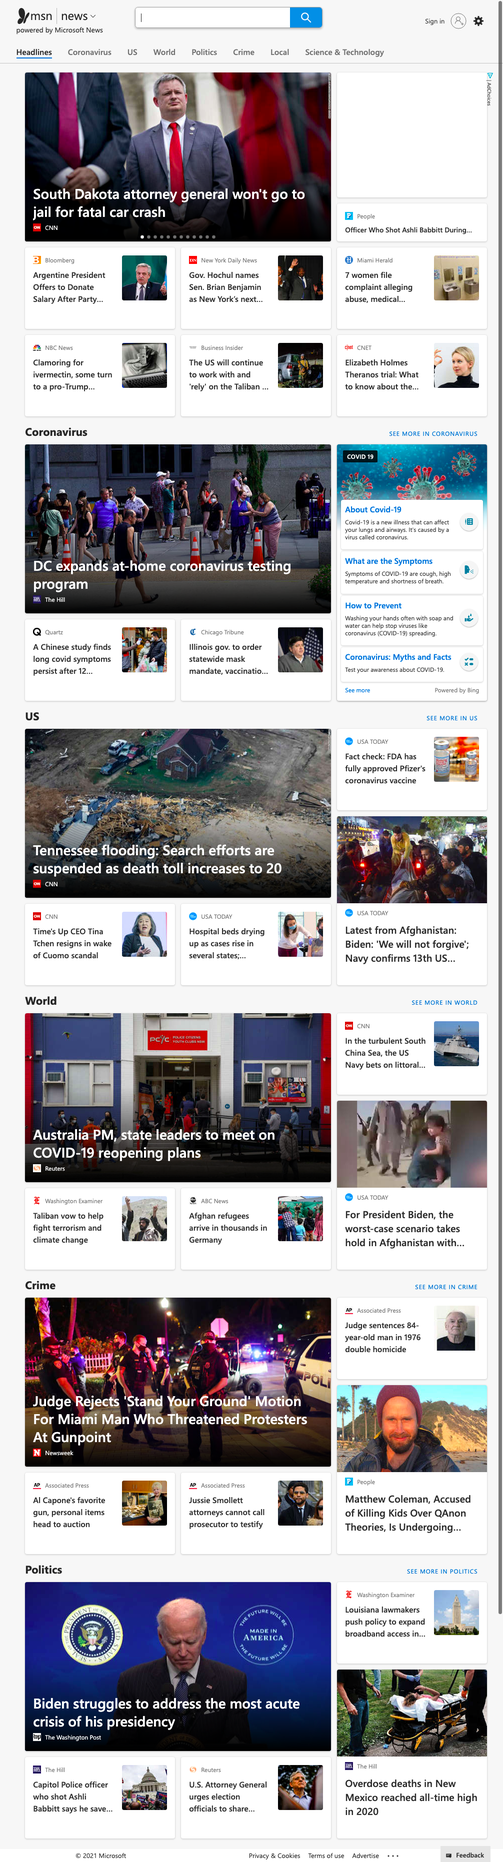 msn | news
powered by Microsoft News
Sign in
Headlines Coronavirus US World Politics Crime Local Science & Technology
South Dakota attorney general won't go to
jail for fatal car crash
CNN
AdChoices
People
Officer Who Shot Ashli Babbitt During...
Bloomberg
Argentine President
Offers to Donate
Salary After Party...
New York Daily News
Gov. Hochul names
Sen. Brian Benjamin
as New York's next...
Miami Herald
7 women file
complaint alleging
abuse, medical...
NBC News
Clamoring for
ivermectin, some turn
to a pro-Trump...
Business Insider
The US will continue
to work with and
'rely' on the Taliban ...
CNET
Elizabeth Holmes
Theranos trial: What
to know about the...
Coronavirus
SEE MORE IN CORONAVIRUS
DC expands at-home coronavirus testing
program
The Hill
COVID 19
About Covid-19
Covid-19 is a new illness that can affect
your lungs and airways. It's caused by a
virus called coronavirus.
What are the Symptoms
Symptoms of COVID-19 are cough, high
temperature and shortness of breath.
How to Prevent
Washing your hands often with soap and
water can help stop viruses like
coronavirus (COVID-19) spreading.
Coronavirus: Myths and Facts
Test your awareness about COVID-19.
See more
Powered by Bing
Quartz
A Chinese study finds
long covid symptoms
persist after 12...
Chicago Tribune
Illinois gov. to order
statewide mask
mandate, vaccinatio...
US
SEE MORE IN US
Tennessee flooding: Search efforts are
suspended as death toll increases to 20
CNN
USA TODAY
Fact check: FDA has
fully approved Pfizer's
coronavirus vaccine
CNN
Time's Up CEO Tina
Tchen resigns in wake
of Cuomo scandal
USA TODAY
Hospital beds drying
up as cases rise in
several states;...
USA TODAY
Latest from Afghanistan:
Biden: 'We will not forgive';
Navy confirms 13th US...
World
SEE MORE IN WORLD
PCYC POLICE CITIZENS
YOUTH CLUBS NSW
Australia PM, state leaders to meet on
COVID-19 reopening plans
Reuters
CNN
In the turbulent South
China Sea, the US
Navy bets on littoral...
Washington Examiner
Taliban vow to help
fight terrorism and
climate change
ABC News
Afghan refugees
arrive in thousands in
Germany
USA TODAY
For President Biden, the
worst-case scenario takes
hold in Afghanistan with...
Crime
SEE MORE IN CRIME
Judge Rejects 'Stand Your Ground' Motion
For Miami Man Who Threatened Protesters
At Gunpoint
Newsweek
AP Associated Press
Judge sentences 84-
year-old man in 1976
double homicide
AP Associated Press
Al Capone's favorite
gun, personal items
head to auction
AP Associated Press
Jussie Smollett
attorneys cannot call
prosecutor to testify
People
Matthew Coleman, Accused
of Killing Kids Over QAnon
Theories, Is Undergoing...
Politics
SEE MORE IN POLITICS
THE FUTURE WILL BE
MADE IN
AMERICA
Biden struggles to address the most acute
crisis of his presidency
The Washington Post
Washington Examiner
Louisiana lawmakers
push policy to expand
broadband access in...
The Hill
Capitol Police officer
who shot Ashli
Babbitt says he save...
Reuters
U.S. Attorney General
urges election
officials to share...
The Hill
Overdose deaths in New
Mexico reached all-time high
in 2020
© 2021 Microsoft
Privacy & Cookies Terms of use Advertise ...
Feedback